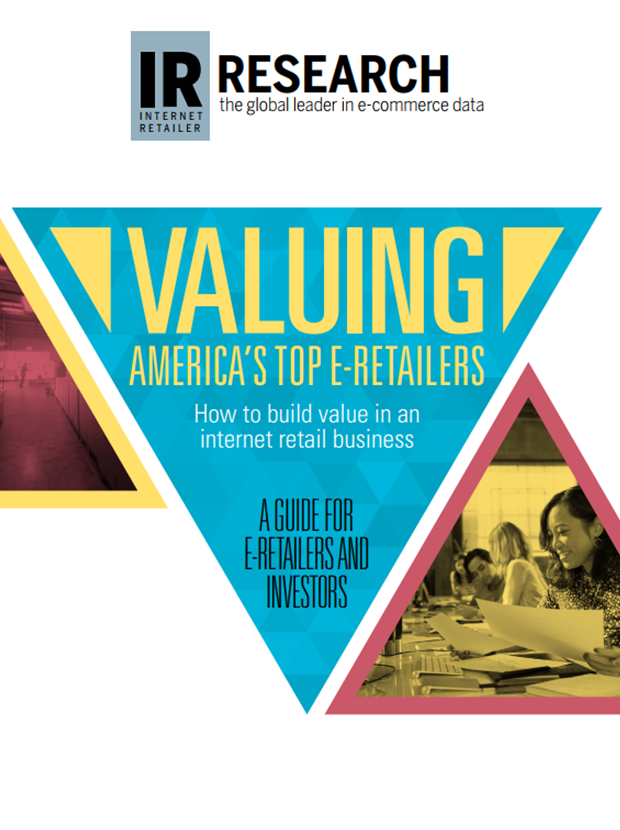 IR
INTERNET
RETAILER
RESEARCH
the global leader in e-commerce data
VALUING
AMERICA'S TOP E-RETAILERS
How to build value in an
internet retail business
A GUIDE FOR
E-RETAILERS AND
INVESTORS